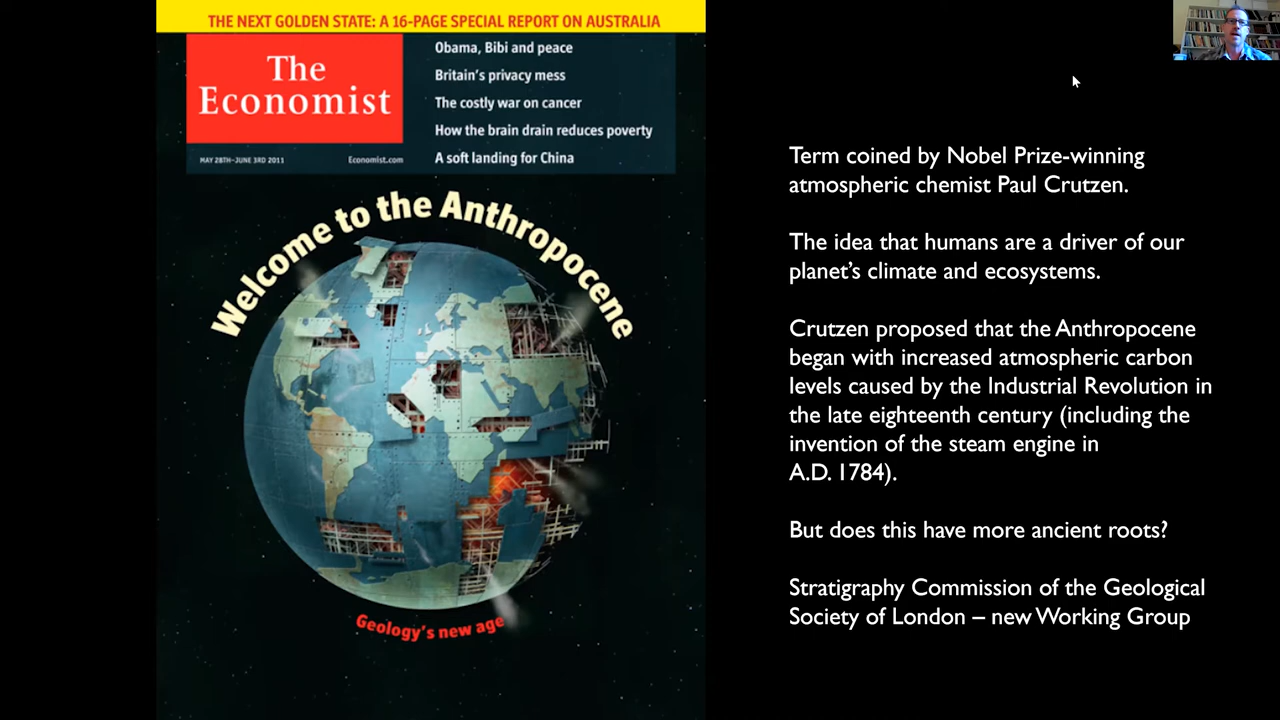 THE NEXT GOLDEN STATE: A 16-PAGE SPECIAL REPORT ON AUSTRALIA
The
Economist
MAY 28TH–JUNE 3RD 2011
Economist.com
Obama, Bibi and peace
Britain's privacy mess
The costly war on cancer
How the brain drain reduces poverty
A soft landing for China
Welcome to the Anthropocene
Geology's new age
Term coined by Nobel Prize-winning
atmospheric chemist Paul Crutzen.
The idea that humans are a driver of our
planet's climate and ecosystems.
Crutzen proposed that the Anthropocene
began with increased atmospheric carbon
levels caused by the Industrial Revolution in
the late eighteenth century (including the
invention of the steam engine in
A.D. 1784).
But does this have more ancient roots?
Stratigraphy Commission of the Geological
Society of London – new Working Group